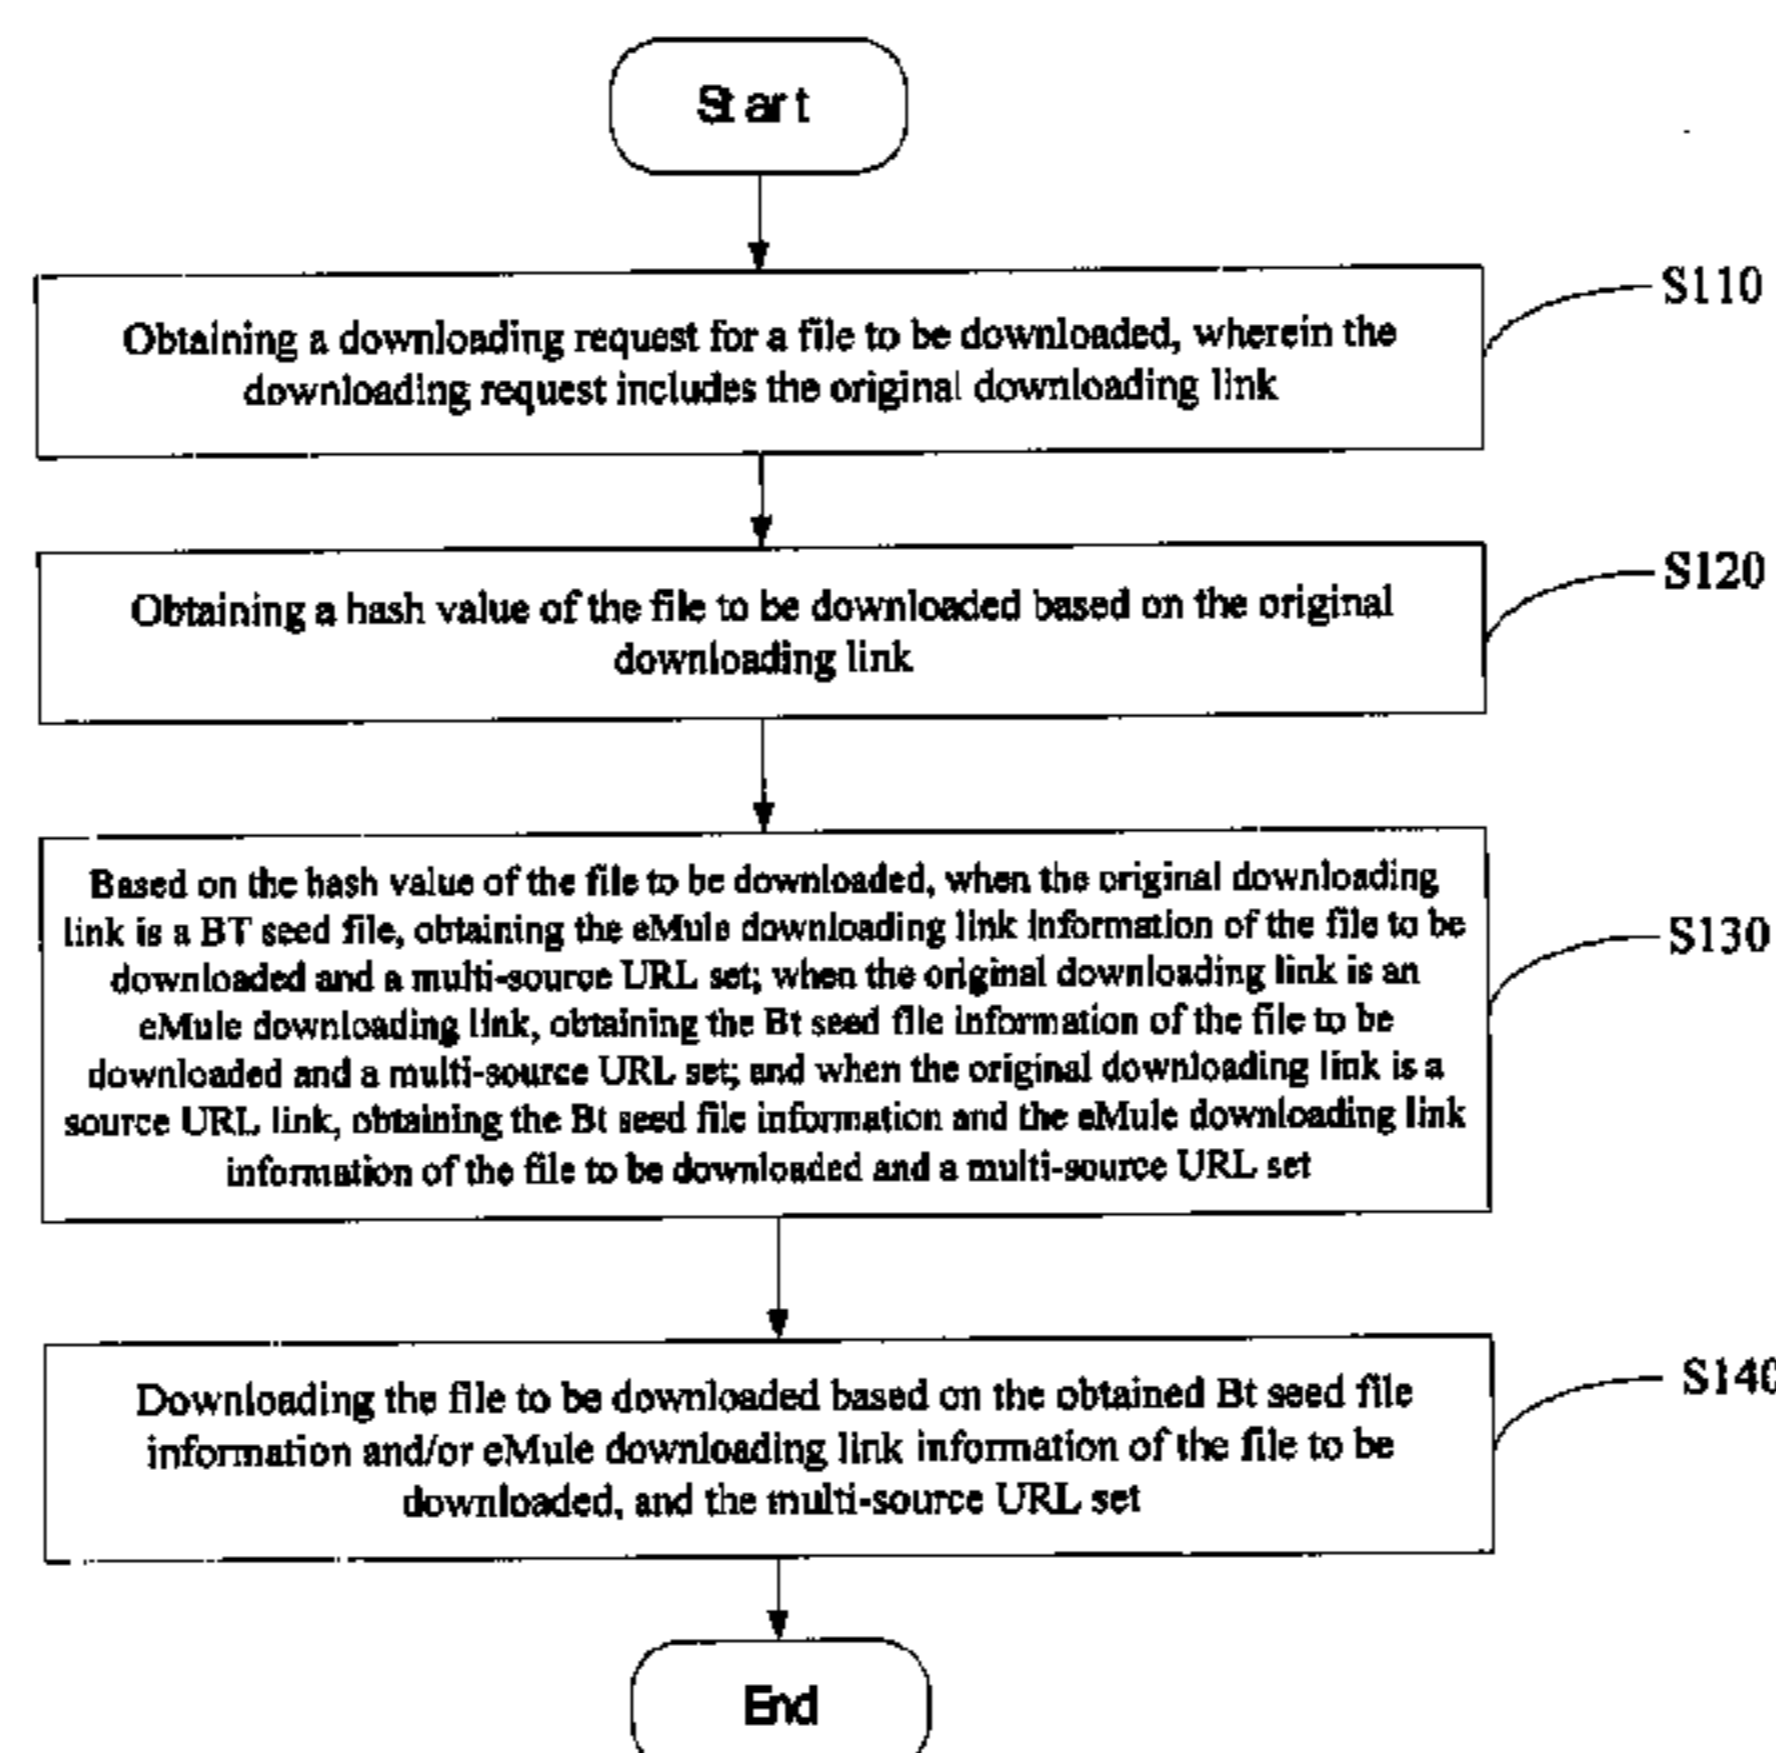 Start
Obtaining a downloading request for a file to be downloaded, wherein the
downloading request includes the original downloading link
S110
Obtaining a hash value of the file to be downloaded based on the original
downloading link
S120
Based on the hash value of the file to be downloaded, when the original downloading
link is a BT seed file, obtaining the eMule downloading link information of the file to be
downloaded and a multi-source URL set; when the original downloading link is an
eMule downloading link, obtaining the Bt seed file information of the file to be
downloaded and a multi-source URL set; and when the original downloading link is a
source URL link, obtaining the Bt seed file information and the eMule downloading link
information of the file to be downloaded and a multi-source URL set
S130
Downloading the file to be downloaded based on the obtained Bt seed file
information and/or eMule downloading link information of the file to be
downloaded, and the multi-source URL set
S140
End